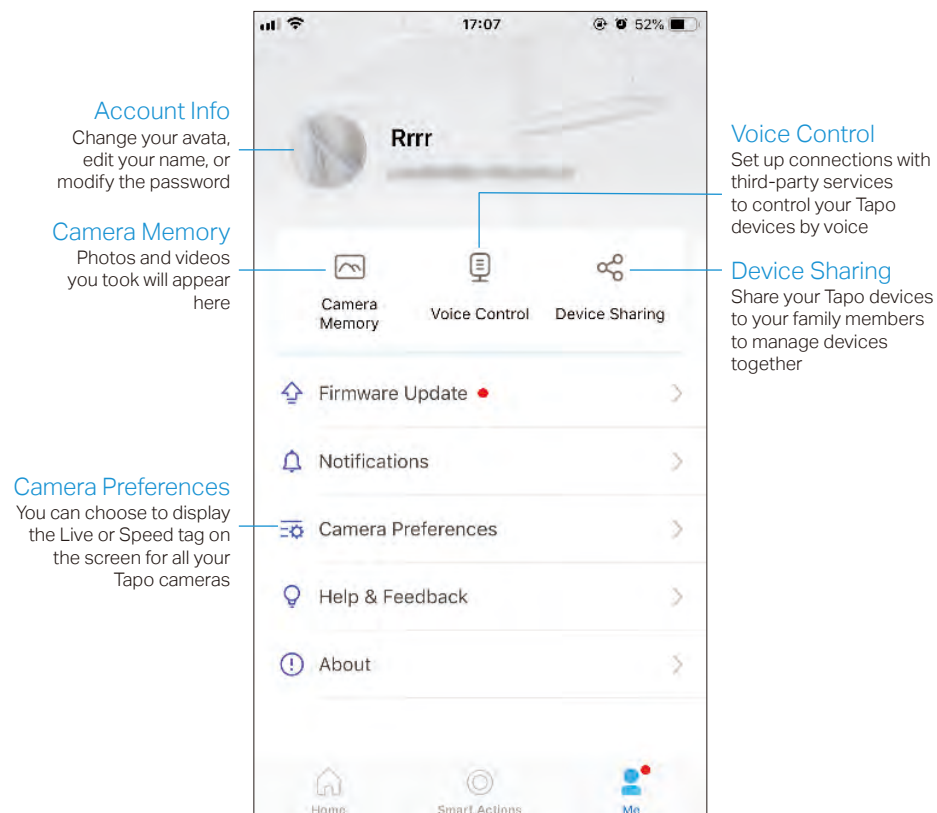 17:07
52%
Account Info
Change your avata,
edit your name, or
modify the password
Camera Memory
Photos and videos
you took will appear
here
Camera Preferences
You can choose to display
the Live or Speed tag on
the screen for all your
Tapo cameras
Rrrr
Camera
Memory
Voice Control
Device Sharing
Firmware Update
Notifications
Camera Preferences
Help & Feedback
About
Home
Smart Actions
Me
Voice Control
Set up connections with
third-party services
to control your Tapo
devices by voice
Device Sharing
Share your Tapo devices
to your family members
to manage devices
together